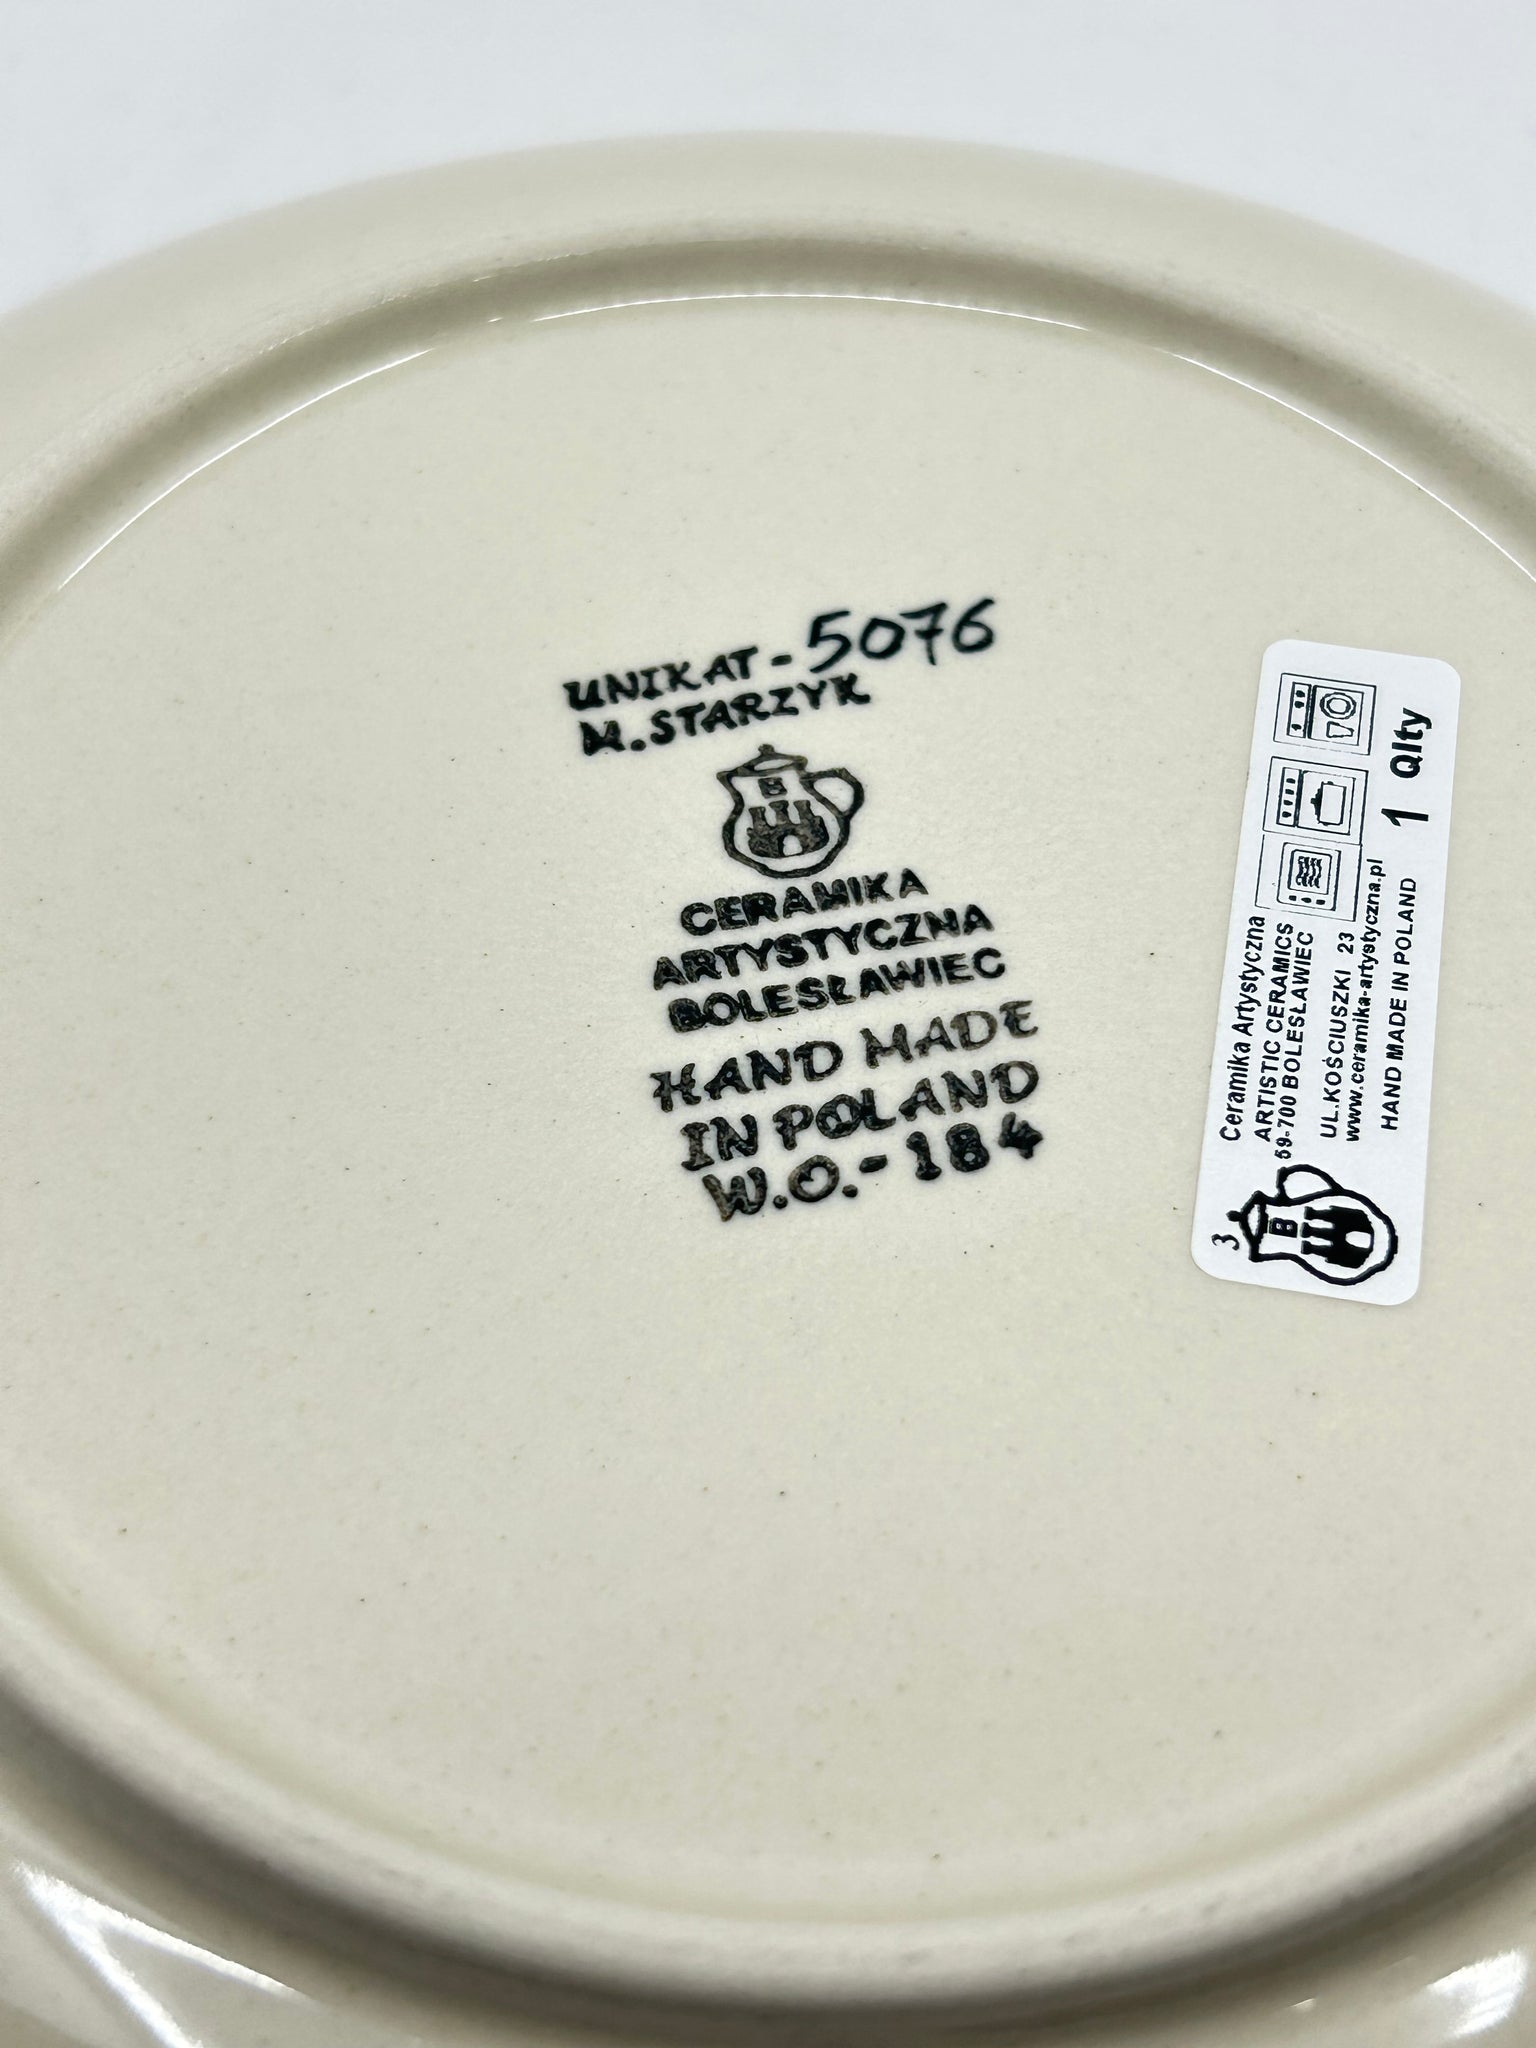 UNIKAT - 5076
M. STARZYK
B
CERAMIKA
ARTYSTYCZNA
BOLESŁAWIEC
HAND MADE
IN POLAND
W.O.- 184
3
B
Ceramika Artystyczna
ARTISTIC CERAMICS
59-700 BOLESŁAWIEC
UL.KOŚCIUSZKI 23
www.ceramika-artystyczna.pl
HAND MADE IN POLAND
1 Qlty